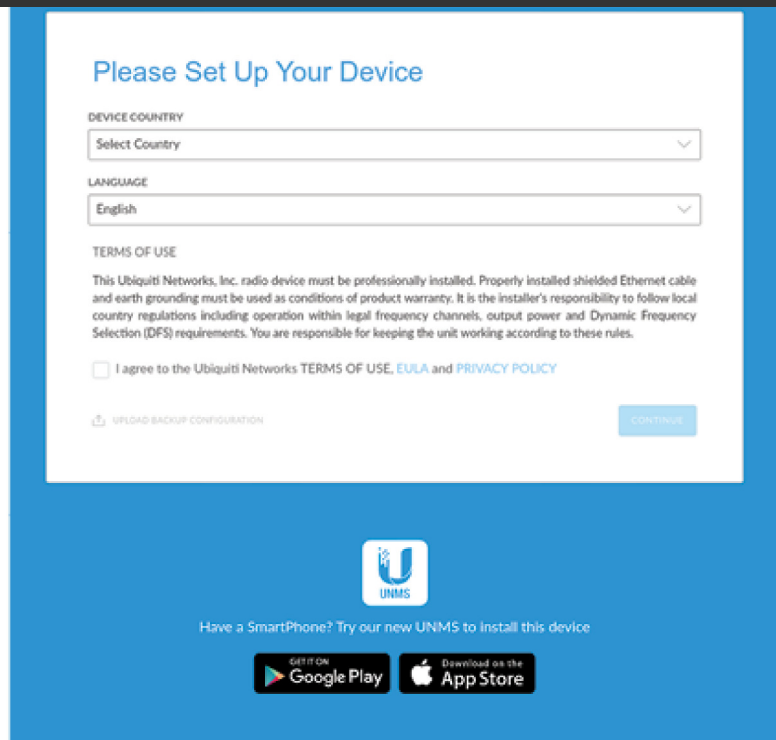 Please Set Up Your Device
DEVICE COUNTRY
Select Country
LANGUAGE
English
TERMS OF USE
This Ubiquiti Networks, Inc. radio device must be professionally installed. Properly installed shielded Ethernet cable
and earth grounding must be used as conditions of product warranty. It is the installer's responsibility to follow local
country regulations including operation within legal frequency channels, output power and Dynamic Frequency
Selection (DFS) requirements. You are responsible for keeping the unit working according to these rules.
I agree to the Ubiquiti Networks TERMS OF USE, EULA and PRIVACY POLICY
UPLOAD BACKUP CONFIGURATION
CONTINUE
U
UNMS
Have a SmartPhone? Try our new UNMS to install this device
GET IT ON
Google Play
Download on the
App Store